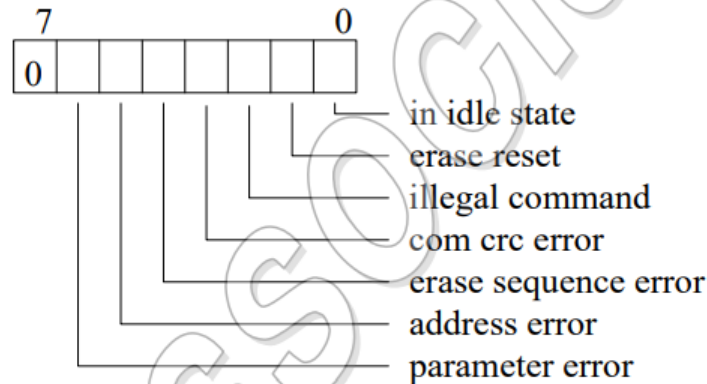 7 0
0
in idle state
erase reset
illegal command
com crc error
erase sequence error
address error
parameter error